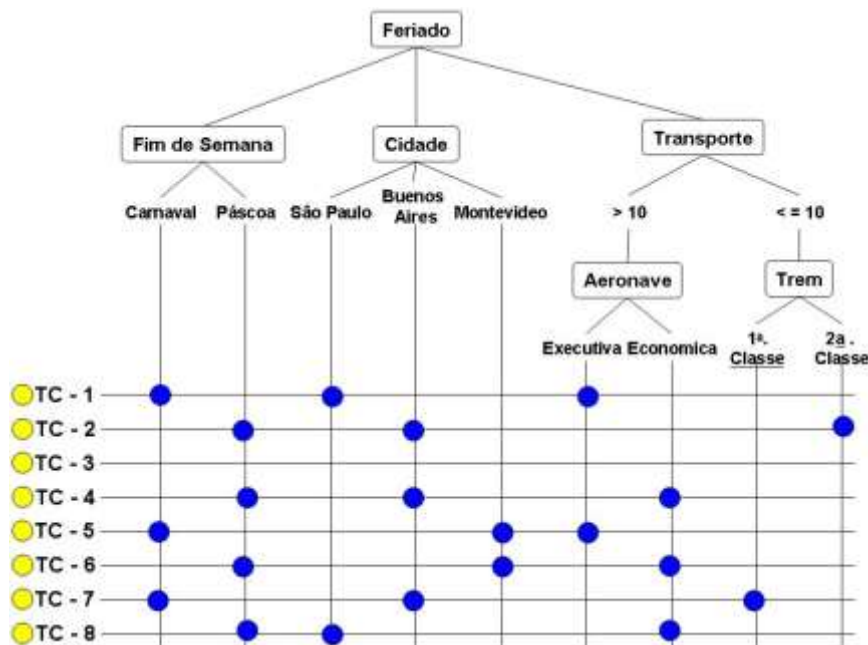 Feriado
Fim de Semana
Cidade
Transporte
Carnaval
Páscoa
São Paulo
Buenos
Aires
Montevideo
> 10
< = 10
Aeronave
Trem
Executiva
Economica
1ª.
Classe
2a .
Classe
TC - 1
TC - 2
TC - 3
TC - 4
TC - 5
TC - 6
TC - 7
TC - 8